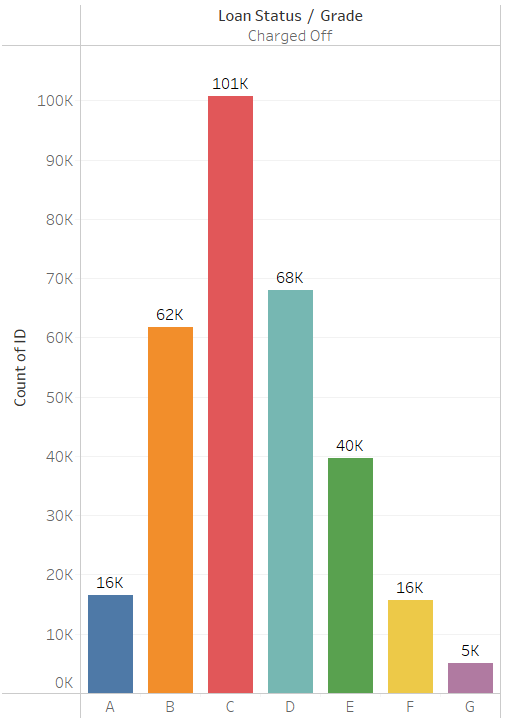 Loan Status / Grade
Charged Off
101K
100K
90K
80K
70K
68K
62K
60K
50K
40K
40K
30K
20K
16K
16K
10K
5K
0K
Count of ID
A B C D E F G